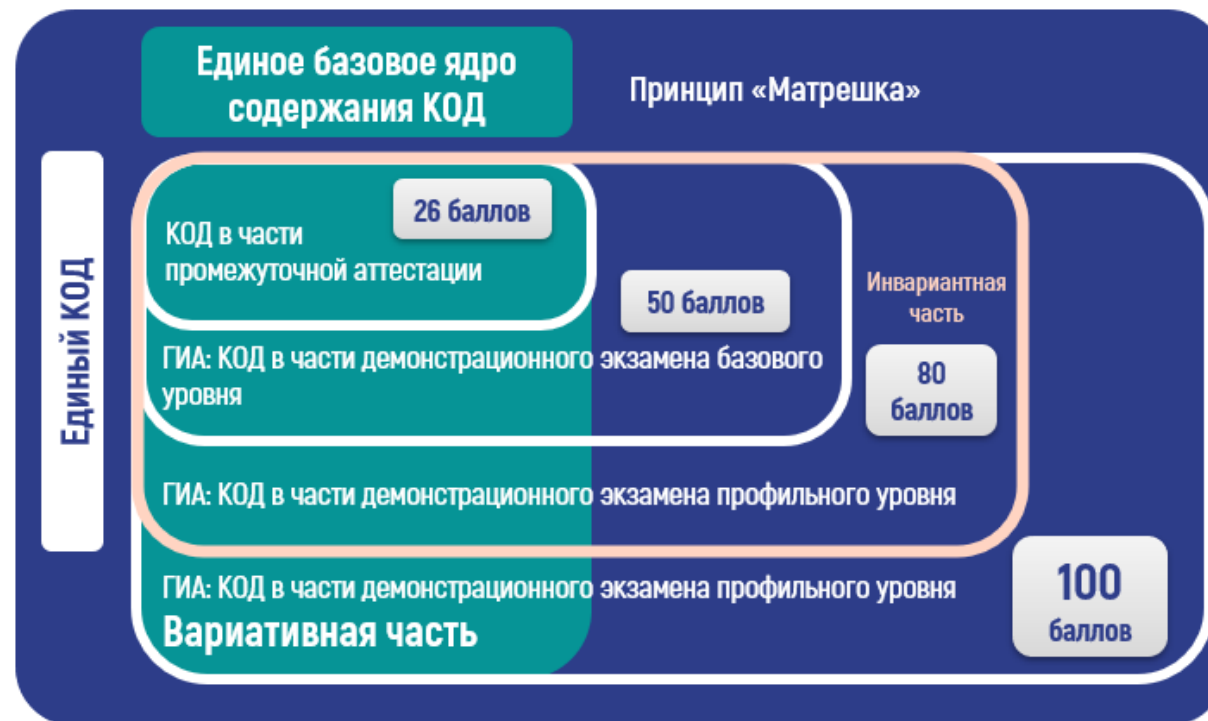 Единое базовое ядро
содержания КОД
Принцип «Матрешка»
Единый КОД
26 баллов
КОД в части
промежуточной аттестации
50 баллов
Инвариантная
часть
ГИА: КОД в части демонстрационного экзамена базового
уровня
80
баллов
ГИА: КОД в части демонстрационного экзамена профильного уровня
ГИА: КОД в части демонстрационного экзамена профильного уровня
Вариативная часть
100
баллов